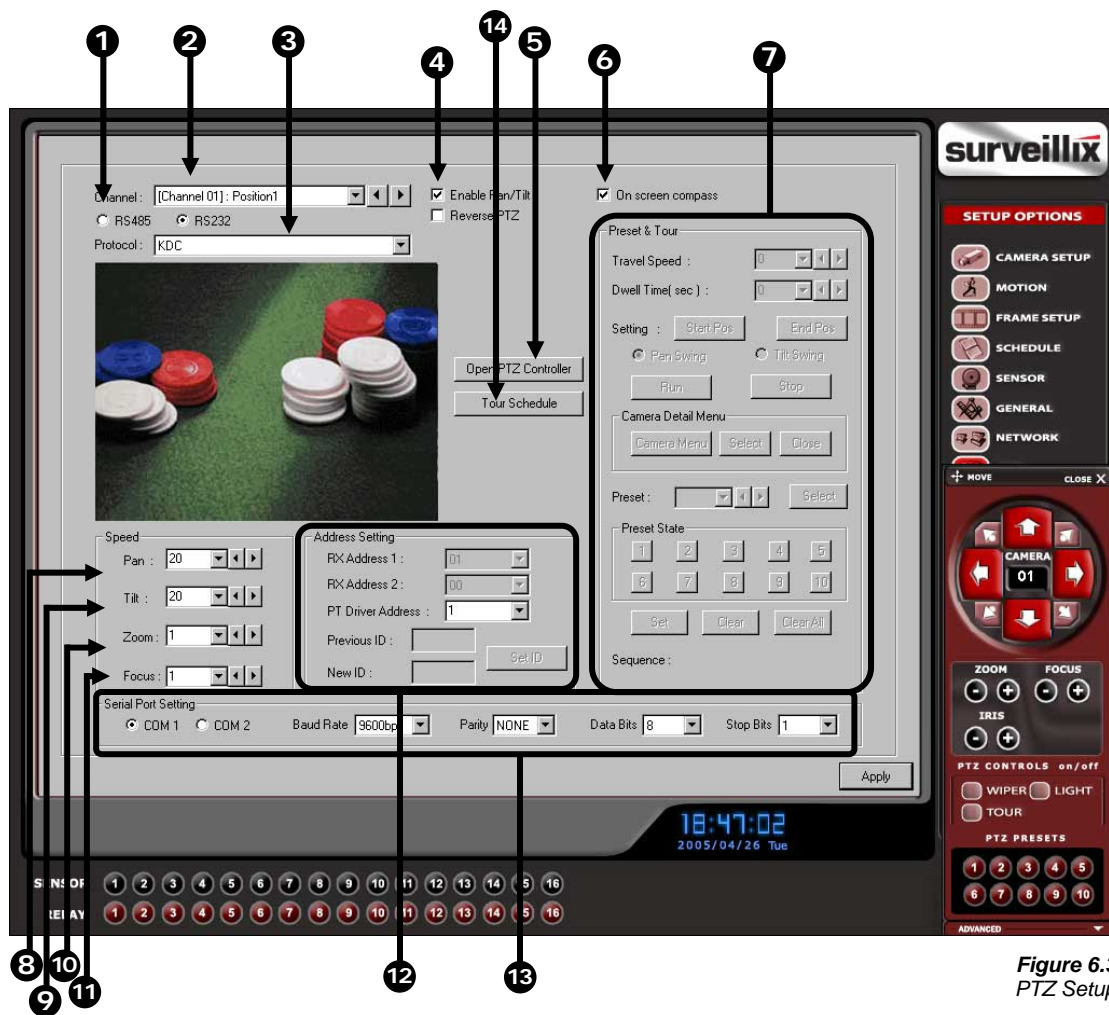 1 2 3 14 4 5 6 7
surveillix
Channel : [Channel 01] : Position1
RS485 RS232
Protocol : KDC
Enable Pan/Tilt
Reverse PTZ
On screen compass
Open PTZ Controller
Tour Schedule
Preset & Tour
Travel Speed : 0
Dwell Time( sec ) : 0
Setting : Start Pos End Pos
Pan Swing Tilt Swing
Run Stop
Camera Detail Menu
Camera Menu Select Close
Preset : Select
Preset State
1 2 3 4 5
6 7 8 9 10
Set Clear Clear All
Sequence :
Speed
Pan : 20
Tilt : 20
Zoom : 1
Focus : 1
Address Setting
RX Address 1 : 01
RX Address 2 : 00
PT Driver Address : 1
Previous ID :
New ID :
Set ID
Serial Port Setting
COM 1 COM 2 Baud Rate 9600bp Parity NONE Data Bits 8 Stop Bits 1
Apply
SETUP OPTIONS
CAMERA SETUP
MOTION
FRAME SETUP
SCHEDULE
SENSOR
GENERAL
NETWORK
MOVE CLOSE X
CAMERA
01
ZOOM FOCUS
- + - +
IRIS
- +
PTZ CONTROLS on/off
WIPER LIGHT
TOUR
PTZ PRESETS
1 2 3 4 5
6 7 8 9 10
ADVANCED
18:47:02
2005/04/26 Tue
SENSOR 1 2 3 4 5 6 7 8 9 10 11 12 13 14 15 16
RELAY 1 2 3 4 5 6 7 8 9 10 11 12 13 14 15 16
8 9 10 11 12 13
Figure 6.3
PTZ Setup